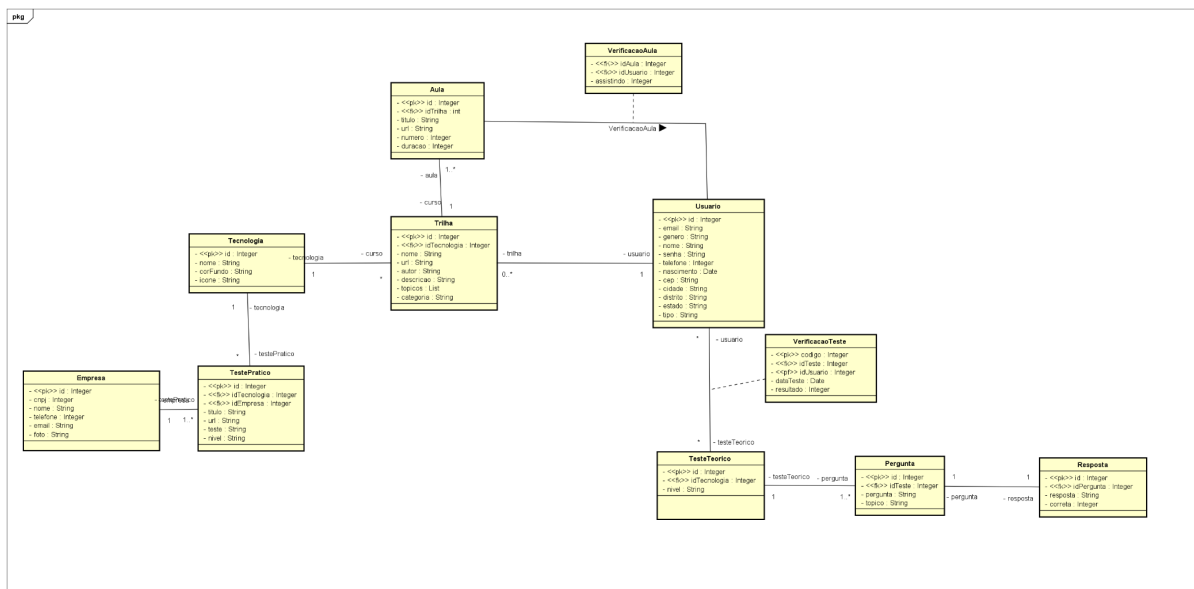 pkg
VerificacaoAula
- <<fk>> idAula : Integer
- <<fk>> idUsuario : Integer
- assistindo : Integer
Aula
- <<pk>> id : Integer
- <<fk>> idTrilha : int
- titulo : String
- url : String
- numero : Integer
- duracao : Integer
VerificacaoAula
1..*
- aula
- curso
1
Usuario
- <<pk>> id : Integer
- email : String
- genero : String
- nome : String
- senha : String
- telefone : Integer
- nascimento : Date
- cep : String
- cidade : String
- distrito : String
- estado : String
- tipo : String
Trilha
- <<pk>> id : Integer
- <<fk>> idTecnologia : Integer
- nome : String
- url : String
- autor : String
- descricao : String
- topicos : List
- categoria : String
Tecnologia
- <<pk>> id : Integer
- nome : String
- corFundo : String
- icone : String
- tecnologia
1
- curso
*
- trilha
0..*
- usuario
1
1
- tecnologia
*
- testePratico
*
- usuario
VerificacaoTeste
- <<pk>> codigo : Integer
- <<fk>> idTeste : Integer
- <<pf>> idUsuario : Integer
- dataTeste : Date
- resultado : Integer
Empresa
- <<pk>> id : Integer
- cnpj : Integer
- nome : String
- telefone : Integer
- email : String
- foto : String
1
1..*
TestePratico
- <<pk>> id : Integer
- <<fk>> idTecnologia : Integer
- <<fk>> idEmpresa : Integer
- titulo : String
- url : String
- teste : String
- nivel : String
*
- testeTeorico
TesteTeorico
- <<pk>> id : Integer
- <<fk>> idTecnologia : Integer
- nivel : String
- testeTeorico
1
- pergunta
1..*
Pergunta
- <<pk>> id : Integer
- <<fk>> idTeste : Integer
- pergunta : String
- topico : String
1
- pergunta
1
- resposta
Resposta
- <<pk>> id : Integer
- <<fk>> idPergunta : Integer
- resposta : String
- correta : Integer